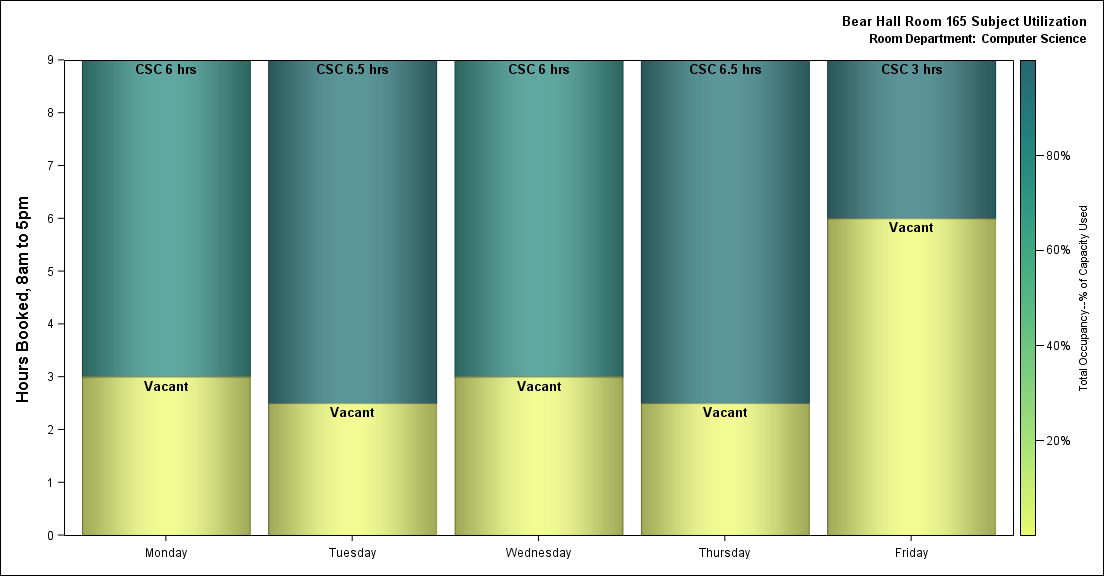 Bear Hall Room 165 Subject Utilization
Room Department: Computer Science
Hours Booked, 8am to 5pm
9
8
7
6
5
4
3
2
1
0
CSC 6 hrs
CSC 6.5 hrs
CSC 6 hrs
CSC 6.5 hrs
CSC 3 hrs
Vacant
Vacant
Vacant
Vacant
Vacant
Monday
Tuesday
Wednesday
Thursday
Friday
80%
60%
40%
20%
Total Occupancy--% of Capacity Used